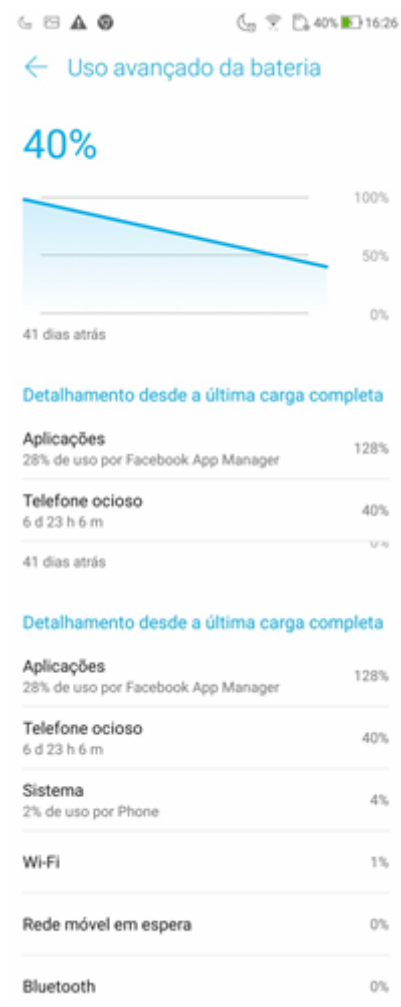 40% 16:26
Uso avançado da bateria
40%
100%
50%
0%
41 dias atrás
Detalhamento desde a última carga completa
Aplicações
28% de uso por Facebook App Manager
128%
Telefone ocioso
6 d 23 h 6 m
40%
41 dias atrás
Detalhamento desde a última carga completa
Aplicações
28% de uso por Facebook App Manager
128%
Telefone ocioso
6 d 23 h 6 m
40%
Sistema
2% de uso por Phone
4%
Wi-Fi
1%
Rede móvel em espera
0%
Bluetooth
0%